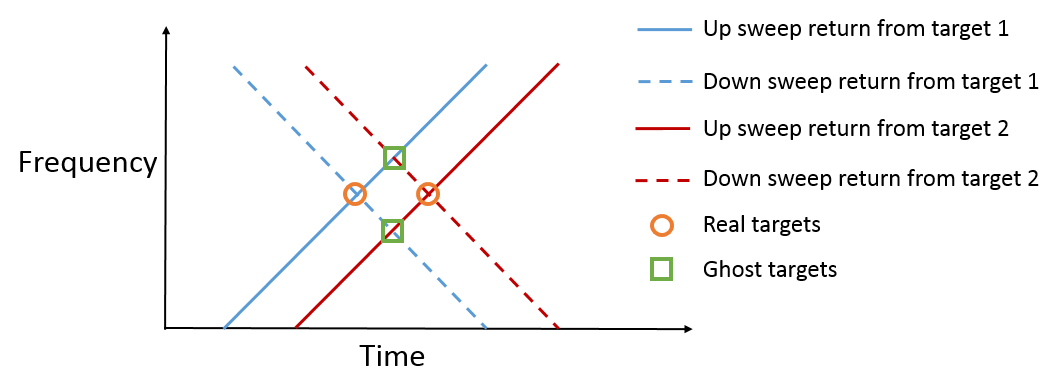 Frequency
Time
Up sweep return from target 1
Down sweep return from target 1
Up sweep return from target 2
Down sweep return from target 2
Real targets
Ghost targets